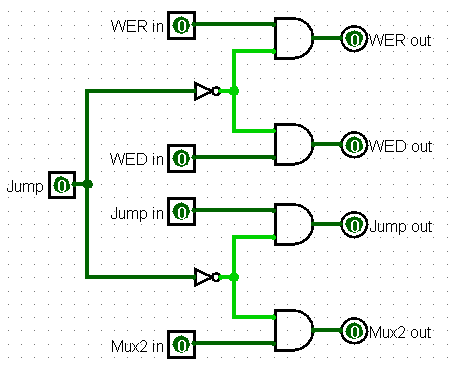 WER in 0
0 WER out
WED in 0
0 WED out
Jump 0
Jump in 0
0 Jump out
Mux2 in 0
0 Mux2 out